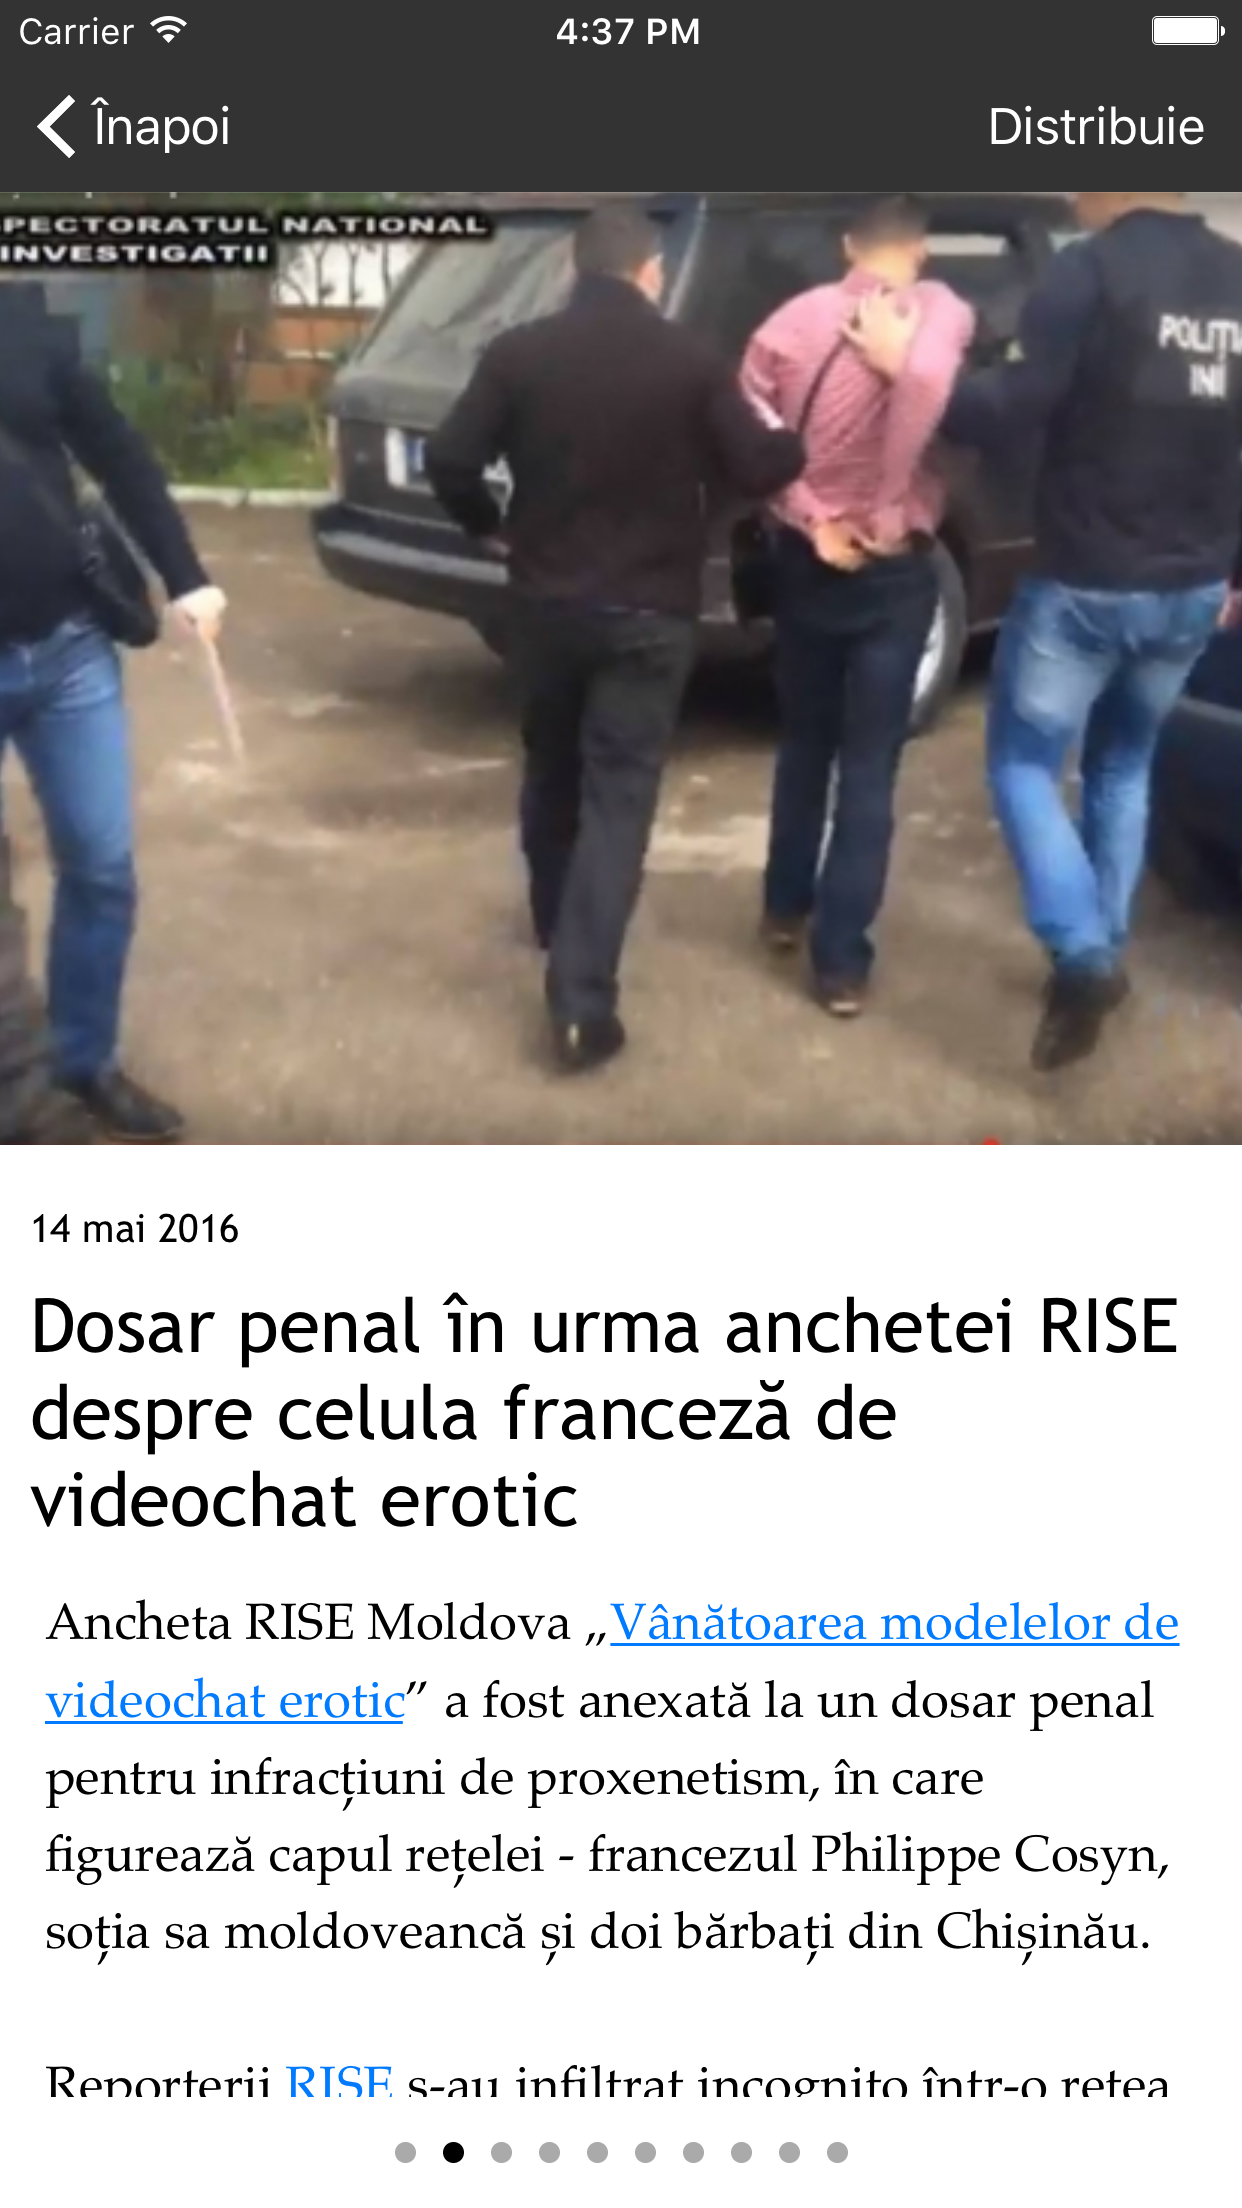 Carrier
4:37 PM
Înapoi
Distribuie
PECTORATUL NATIONAL
INVESTIGATII
POLIȚI
INI
14 mai 2016
Dosar penal în urma anchetei RISE
despre celula franceză de
videochat erotic
Ancheta RISE Moldova „Vânătoarea modelelor de
videochat erotic” a fost anexată la un dosar penal
pentru infracțiuni de proxenetism, în care
figurează capul rețelei - francezul Philippe Cosyn,
soția sa moldoveancă și doi bărbați din Chișinău.
Reporterii RISE s-au infiltrat incognito într-o rețea